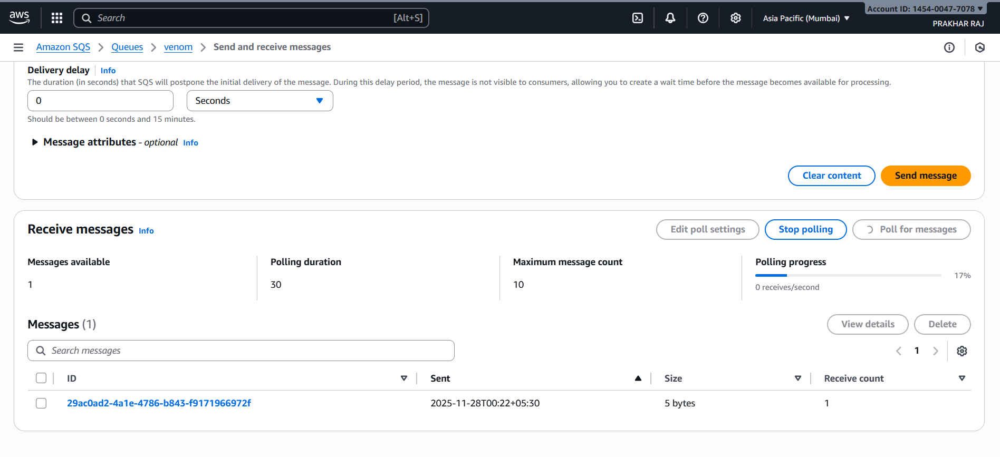 aws
Search [Alt+S]
Asia Pacific (Mumbai)
Account ID: 1454-0047-7078
PRAKHAR RAJ
Amazon SQS
Queues
venom
Send and receive messages
Delivery delay Info
The duration (in seconds) that SQS will postpone the initial delivery of the message. During this delay period, the message is not visible to consumers, allowing you to create a wait time before the message becomes available for processing.
0
Seconds
Should be between 0 seconds and 15 minutes.
Message attributes - optional Info
Clear content
Send message
Receive messages Info
Edit poll settings
Stop polling
Poll for messages
Messages available
1
Polling duration
30
Maximum message count
10
Polling progress
17%
0 receives/second
Messages (1)
View details
Delete
Search messages
1
ID Sent Size Receive count
29ac0ad2-4a1e-4786-b843-f9171966972f 2025-11-28T00:22+05:30 5 bytes 1